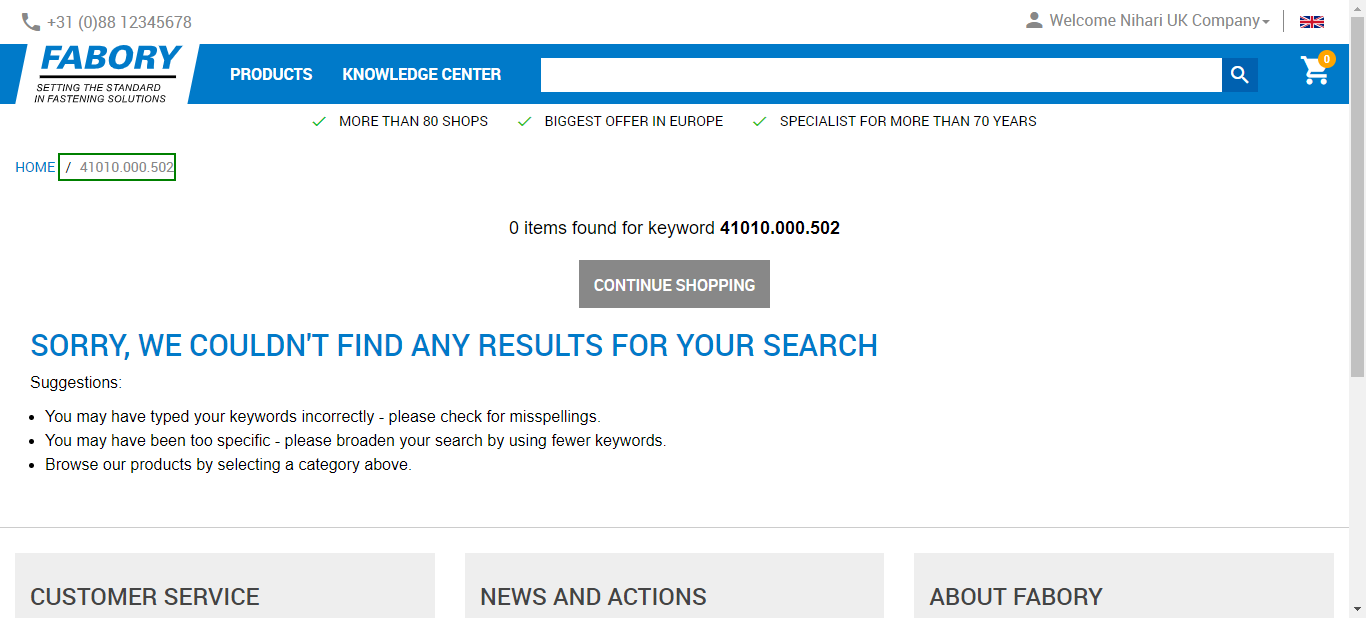 +31 (0)88 12345678
Welcome Nihari UK Company
FABORY
SETTING THE STANDARD
IN FASTENING SOLUTIONS
PRODUCTS
KNOWLEDGE CENTER
0
MORE THAN 80 SHOPS
BIGGEST OFFER IN EUROPE
SPECIALIST FOR MORE THAN 70 YEARS
HOME / 41010.000.502
0 items found for keyword 41010.000.502
CONTINUE SHOPPING
SORRY, WE COULDN'T FIND ANY RESULTS FOR YOUR SEARCH
Suggestions:
• You may have typed your keywords incorrectly - please check for misspellings.
• You may have been too specific - please broaden your search by using fewer keywords.
• Browse our products by selecting a category above.
CUSTOMER SERVICE
NEWS AND ACTIONS
ABOUT FABORY